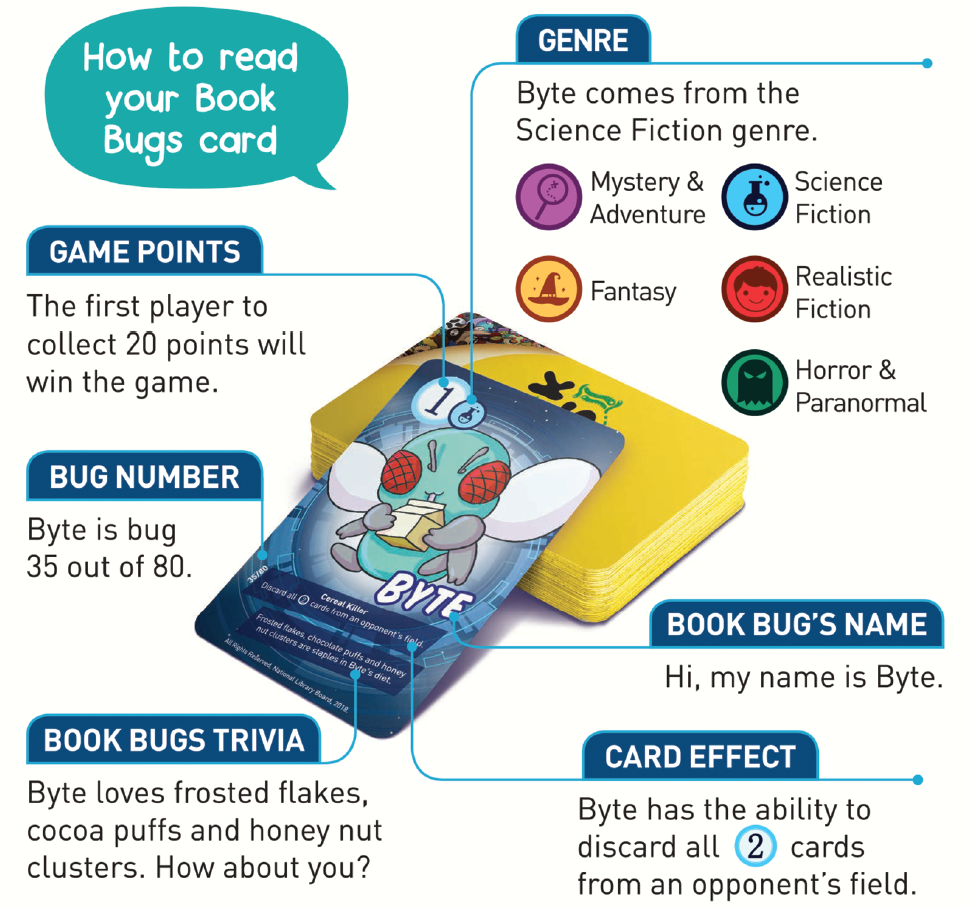 How to read
your Book
Bugs card
GENRE
Byte comes from the
Science Fiction genre.
Mystery &
Adventure
Science
Fiction
Fantasy
Realistic
Fiction
Horror &
Paranormal
GAME POINTS
The first player to
collect 20 points will
win the game.
1
BUG NUMBER
Byte is bug
35 out of 80.
35/80
BYTE
Cereal Killer
Discard all 2 cards from an opponent's field.
Frosted flakes, chocolate puffs and honey
nut clusters are staples in Byte's diet.
All Rights Reserved, National Library Board, 2018.
BOOK BUG'S NAME
Hi, my name is Byte.
BOOK BUGS TRIVIA
Byte loves frosted flakes,
cocoa puffs and honey nut
clusters. How about you?
CARD EFFECT
Byte has the ability to
discard all 2 cards
from an opponent's field.